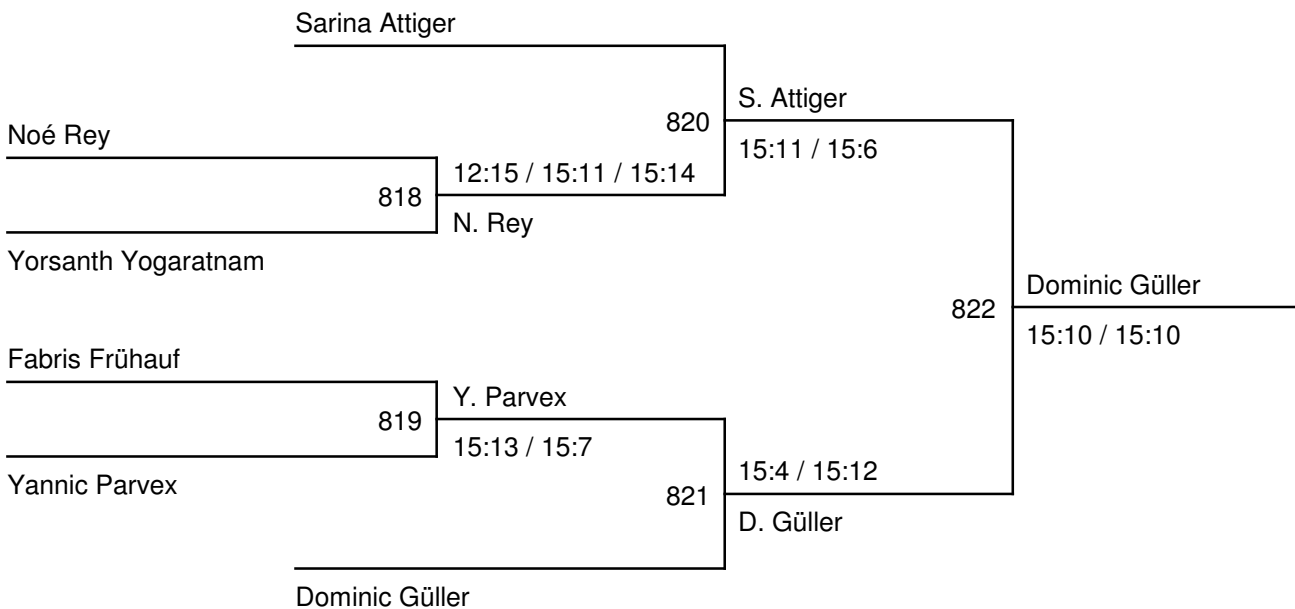 Sarina Attiger
S. Attiger
820
Noé Rey
15:11 / 15:6
12:15 / 15:11 / 15:14
818
N. Rey
Yorsanth Yogaratnam
Dominic Güller
822
15:10 / 15:10
Fabris Frühauf
Y. Parvex
819
15:13 / 15:7
15:4 / 15:12
Yannic Parvex
821
D. Güller
Dominic Güller